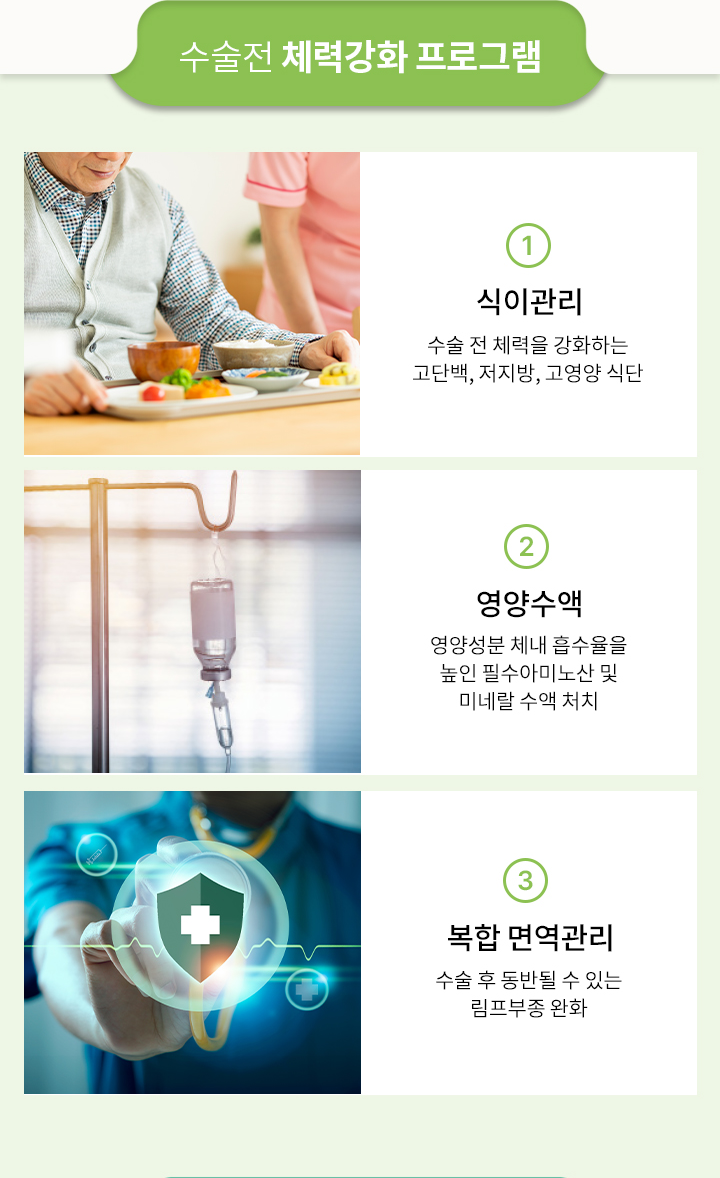 수술전 체력강화 프로그램
1
식이관리
수술 전 체력을 강화하는
고단백, 저지방, 고영양 식단
2
영양수액
영양성분 체내 흡수율을
높인 필수아미노산 및
미네랄 수액 처치
3
복합 면역관리
수술 후 동반될 수 있는
림프부종 완화